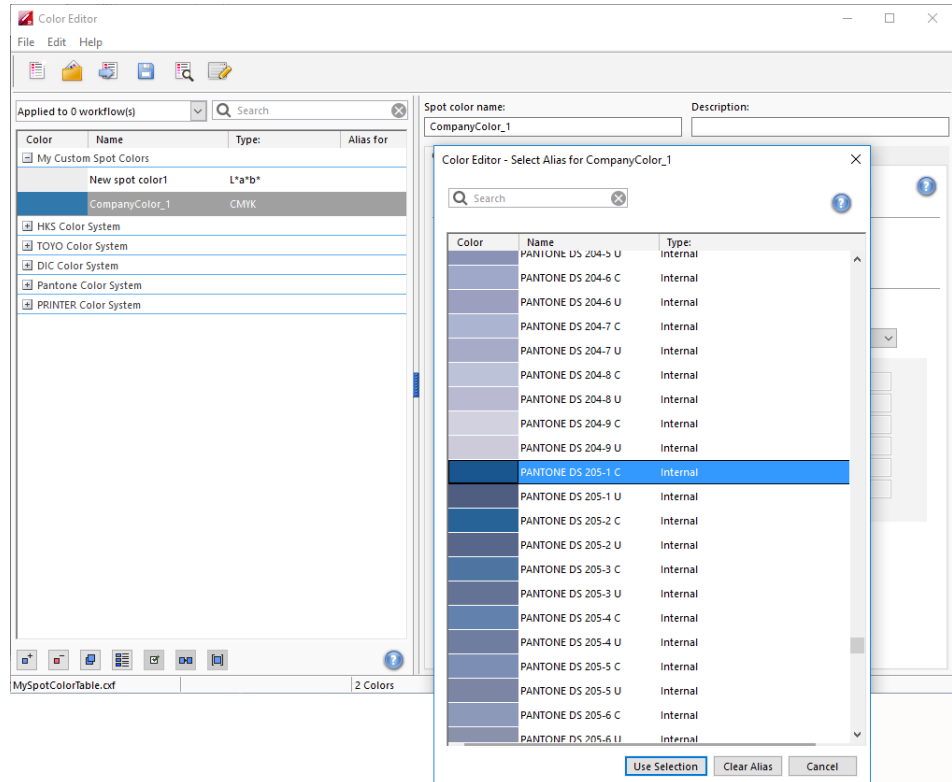 Color Editor
File Edit Help
Applied to 0 workflow(s) Search
Color Name Type: Alias for
My Custom Spot Colors
New spot color1 L*a*b*
CompanyColor_1 CMYK
HKS Color System
TOYO Color System
DIC Color System
Pantone Color System
PRINTER Color System
MySpotColorTable.cxf 2 Colors
Spot color name: Description:
CompanyColor_1
Color Editor - Select Alias for CompanyColor_1
Search
Color Name Type:
PANTONE DS 204-5 U Internal
PANTONE DS 204-6 C Internal
PANTONE DS 204-6 U Internal
PANTONE DS 204-7 C Internal
PANTONE DS 204-7 U Internal
PANTONE DS 204-8 C Internal
PANTONE DS 204-8 U Internal
PANTONE DS 204-9 C Internal
PANTONE DS 204-9 U Internal
PANTONE DS 205-1 C Internal
PANTONE DS 205-1 U Internal
PANTONE DS 205-2 C Internal
PANTONE DS 205-2 U Internal
PANTONE DS 205-3 C Internal
PANTONE DS 205-3 U Internal
PANTONE DS 205-4 C Internal
PANTONE DS 205-4 U Internal
PANTONE DS 205-5 C Internal
PANTONE DS 205-5 U Internal
PANTONE DS 205-6 C Internal
PANTONE DS 205-6 U Internal
Use Selection Clear Alias Cancel